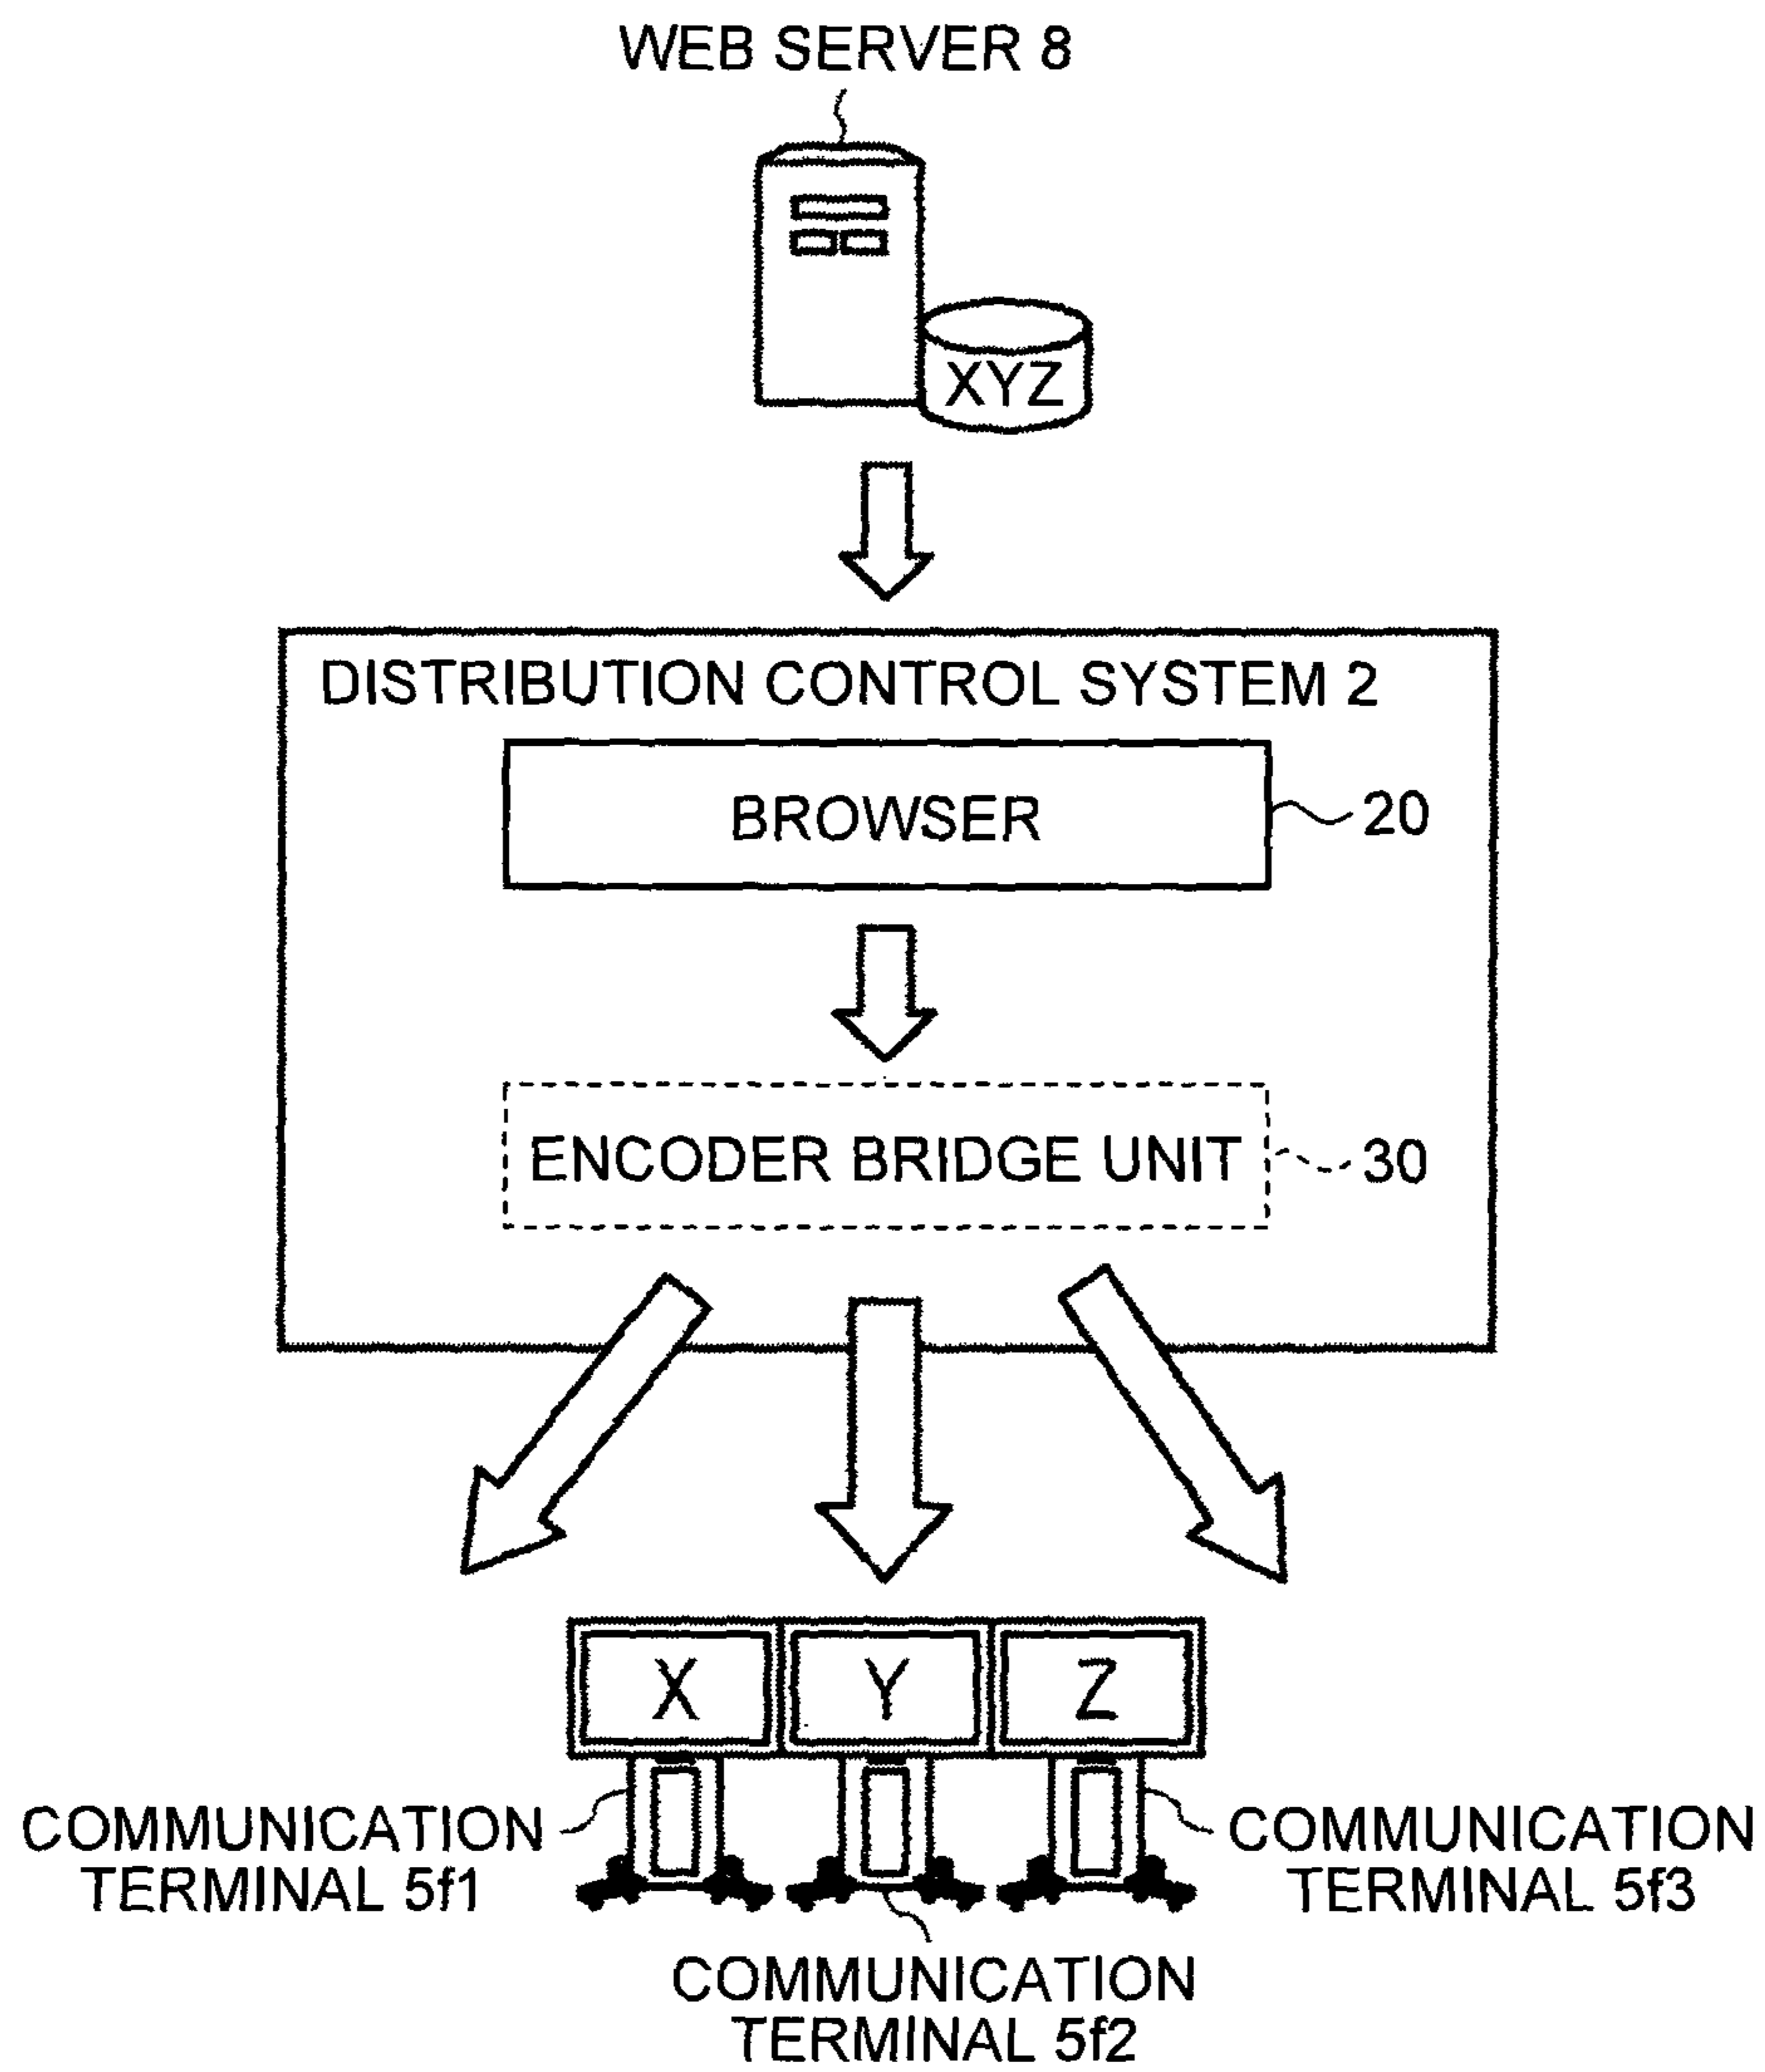 WEB SERVER 8
XYZ
DISTRIBUTION CONTROL SYSTEM 2
BROWSER
20
ENCODER BRIDGE UNIT
30
X
Y
Z
COMMUNICATION
TERMINAL 5f1
COMMUNICATION
TERMINAL 5f3
COMMUNICATION
TERMINAL 5f2